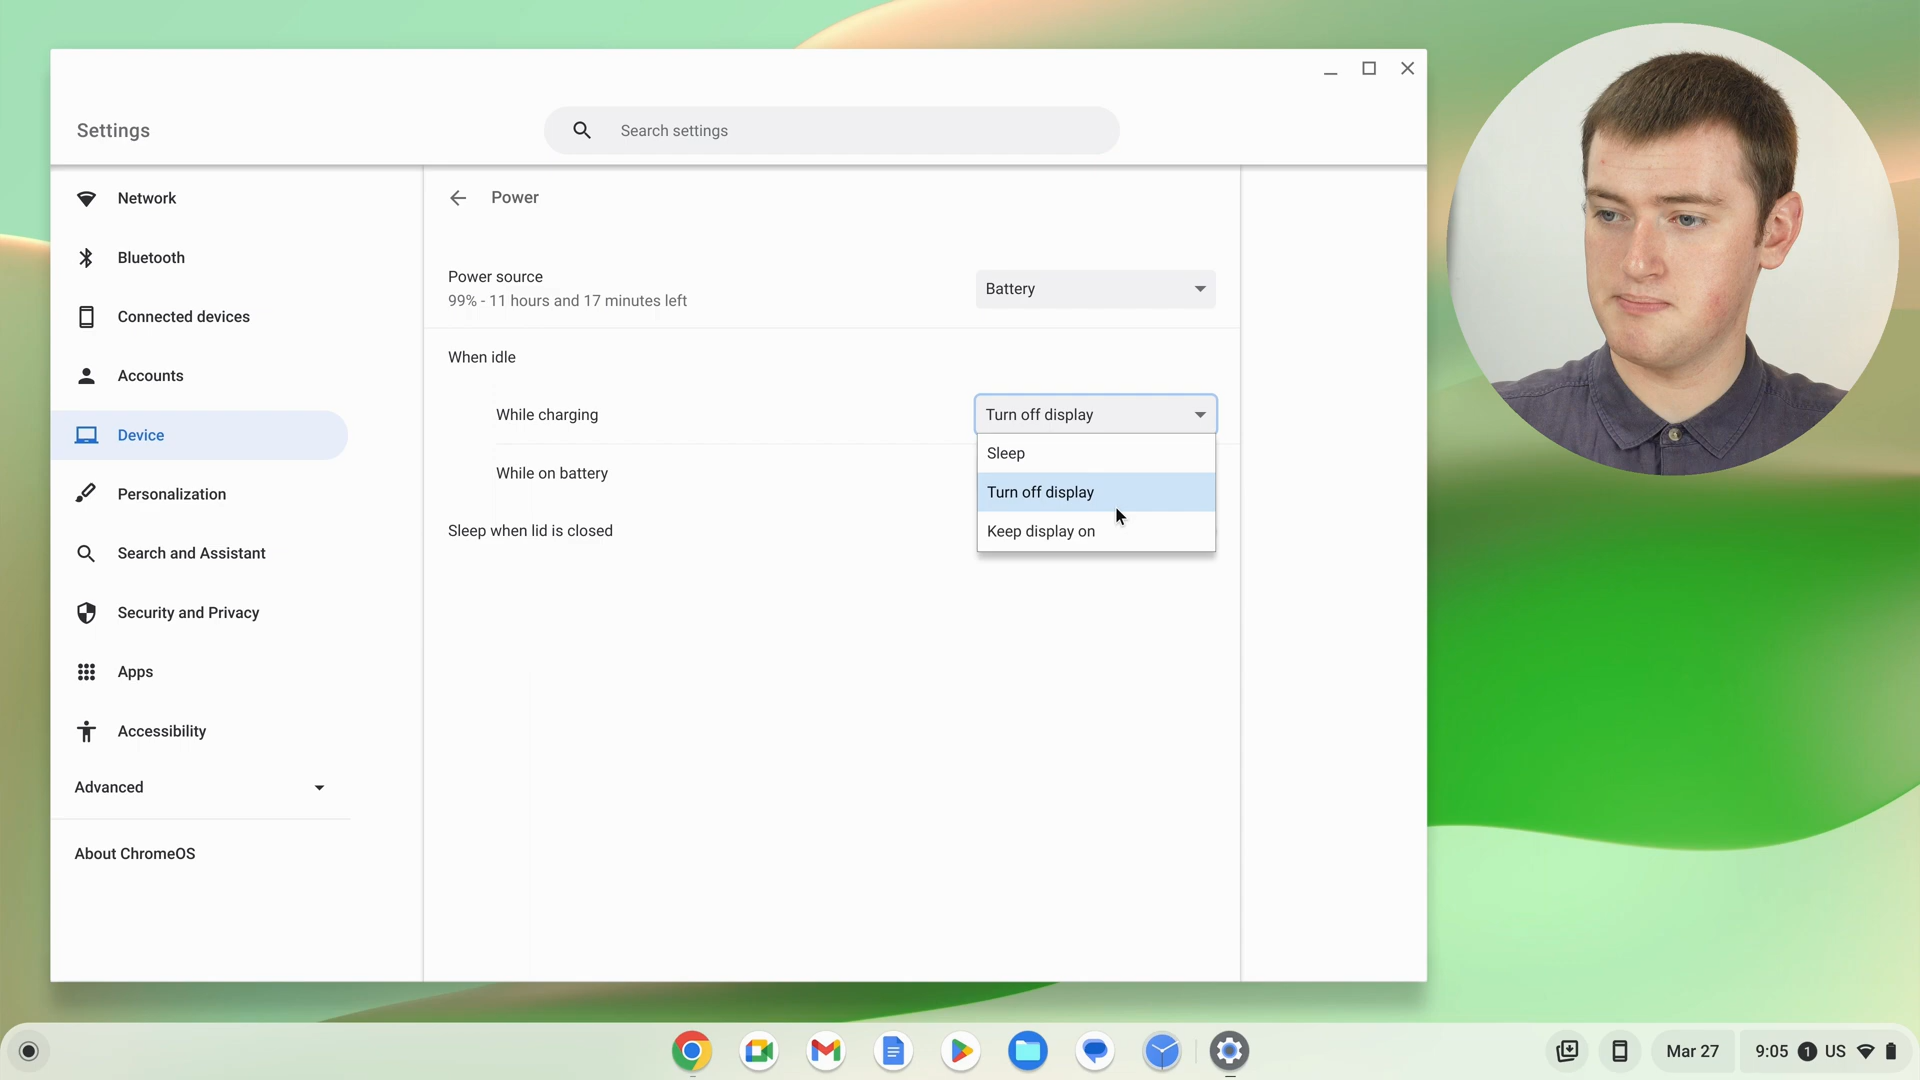 Settings
Search settings
Network
Bluetooth
Connected devices
Accounts
Device
Personalization
Search and Assistant
Security and Privacy
Apps
Accessibility
Advanced
About ChromeOS
Power
Power source
99% - 11 hours and 17 minutes left
Battery
When idle
While charging
Turn off display
Sleep
Turn off display
Keep display on
While on battery
Sleep when lid is closed
Mar 27
9:05 1 US